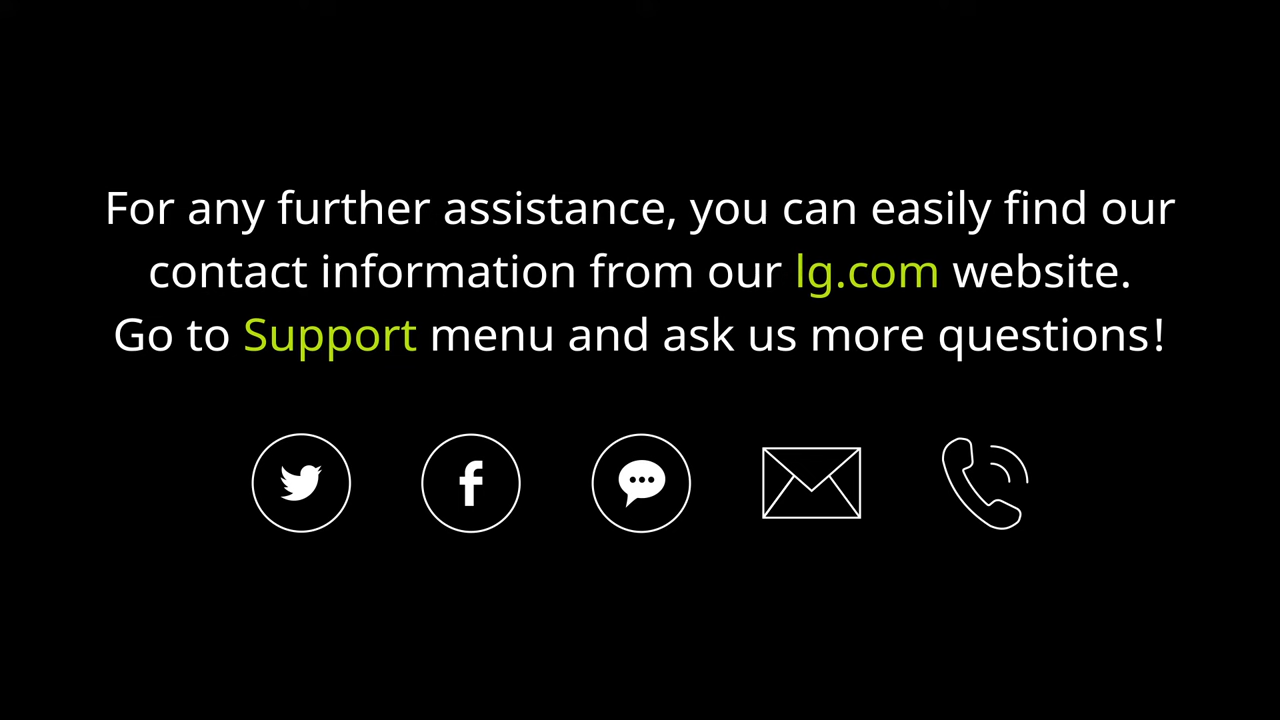 For any further assistance, you can easily find our
contact information from our lg.com website.
Go to Support menu and ask us more questions!